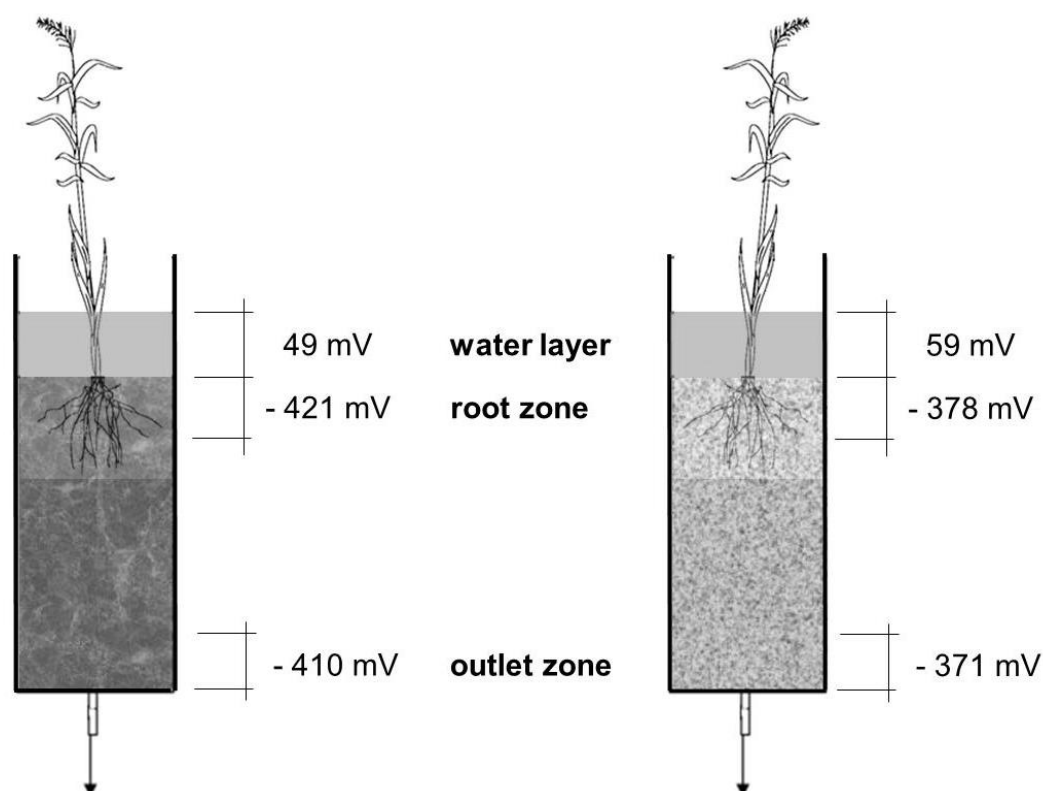 49 mV water layer 59 mV
- 421 mV root zone - 378 mV
- 410 mV outlet zone - 371 mV